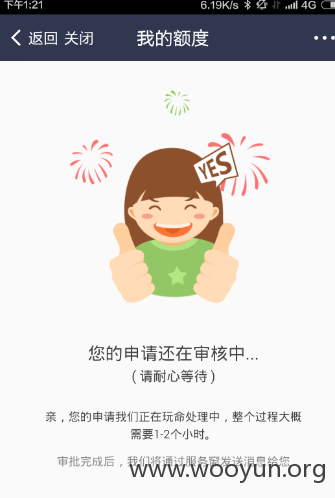 下午1:21 6.19K/s 4G
返回 关闭 我的额度
YES
您的申请还在审核中...
(请耐心等待)
亲，您的申请我们正在玩命处理中，整个过程大概
需要1-2个小时。
审批完成后，我们将通过服务窗发送消息给您
www.wooyun.org